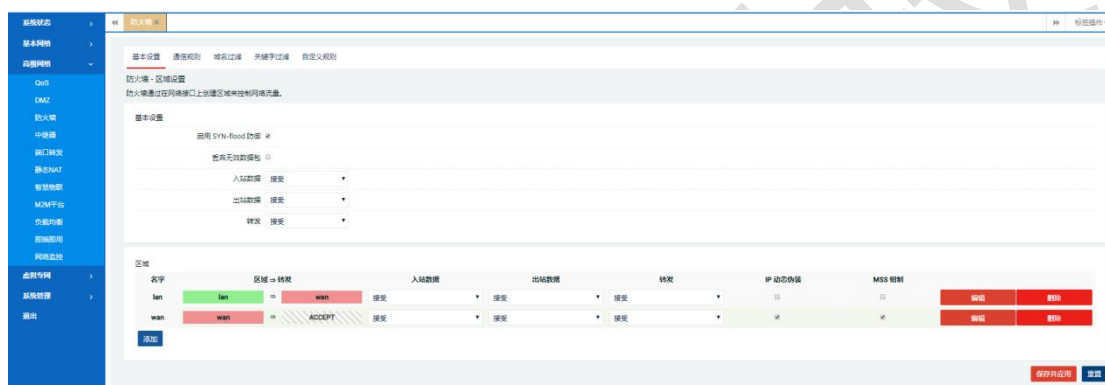 系统状态
基本网络
高级网络
QoS
DMZ
防火墙
中继器
端口转发
静态NAT
智慧物联
M2M平台
负载均衡
即插即用
网络监控
虚拟专网
系统管理
退出
防火墙
标签操作
基本设置 通信规则 域名过滤 关键字过滤 自定义规则
防火墙 - 区域设置
防火墙通过在网络接口上创建区域来控制网络流量。
基本设置
启用 SYN-flood 防御
丢弃无效数据包
入站数据 接受
出站数据 接受
转发 接受
区域
名字 区域 ⇒ 转发 入站数据 出站数据 转发 IP 动态伪装 MSS 钳制
lan lan ⇒ wan 接受 接受 接受 编辑 删除
wan wan ⇒ ACCEPT 接受 接受 接受 编辑 删除
添加
保存并应用 重置